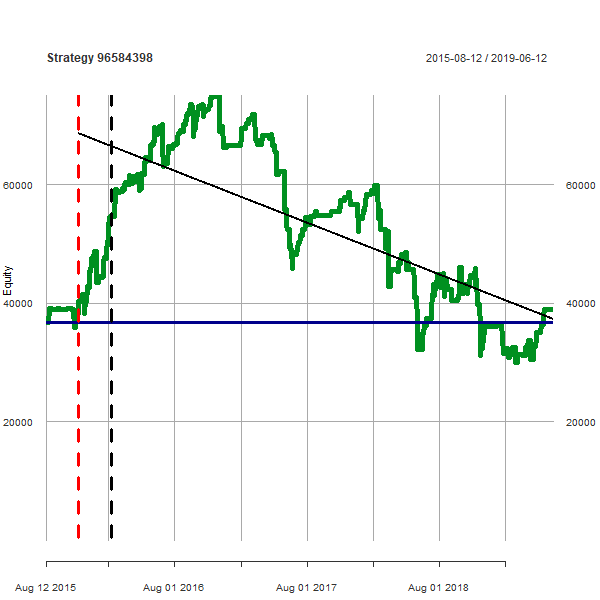 Strategy 96584398
2015-08-12 / 2019-06-12
60000
60000
Equity
40000
40000
20000
20000
Aug 12 2015
Aug 01 2016
Aug 01 2017
Aug 01 2018